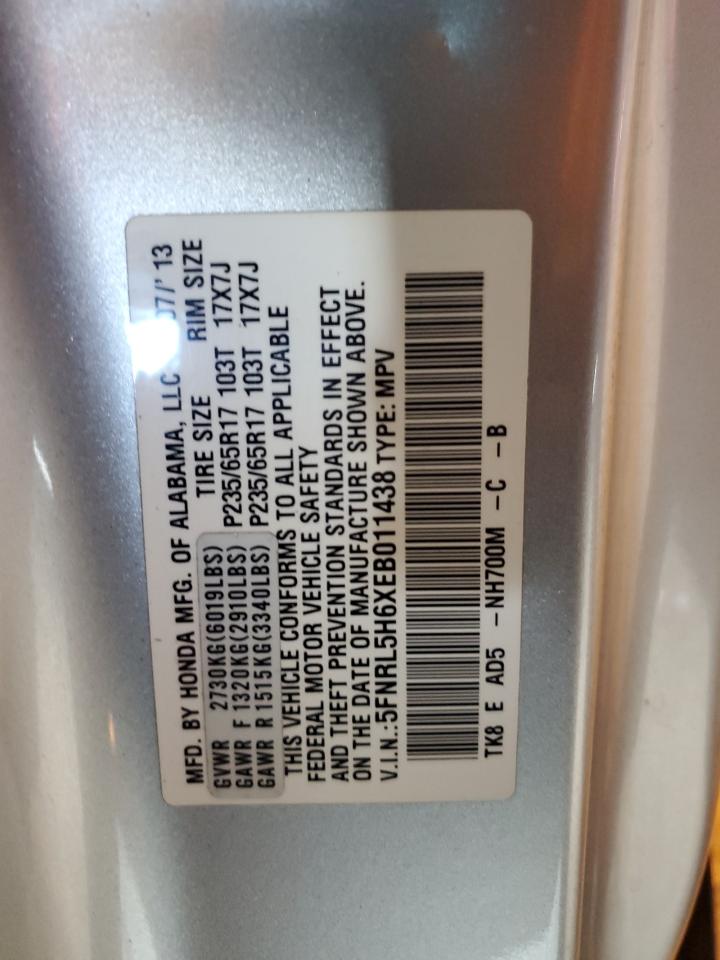 MFD. BY HONDA MFG. OF ALABAMA, LLC 07/' 13
TIRE SIZE RIM SIZE
GVWR 2730KG(6019LBS)
GAWR F 1320KG(2910LBS) P235/65R17 103T 17X7J
GAWR R 1515KG(3340LBS) P235/65R17 103T 17X7J
THIS VEHICLE CONFORMS TO ALL APPLICABLE
FEDERAL MOTOR VEHICLE SAFETY
AND THEFT PREVENTION STANDARDS IN EFFECT
ON THE DATE OF MANUFACTURE SHOWN ABOVE.
V.I.N.:5FNRL5H6XEB011438 TYPE: MPV
TK8 E AD5 -NH700M -C -B